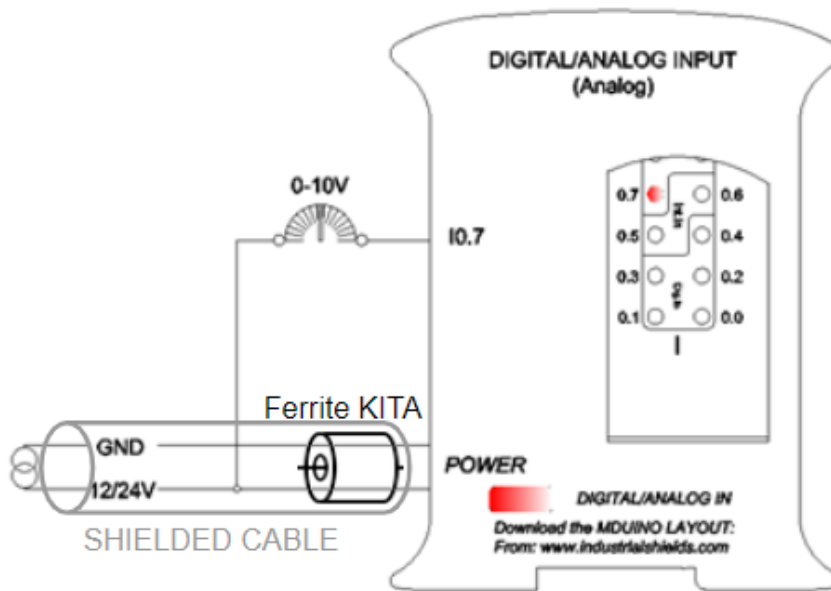 DIGITAL/ANALOG INPUT
(Analog)
0-10V
I0.7
0.7 0.6
0.5 0.4
0.3 0.2
0.1 0.0
I
Ferrite KITA
GND
12/24V
SHIELDED CABLE
POWER
DIGITAL/ANALOG IN
Download the MDUINO LAYOUT:
From: www.industrialshields.com